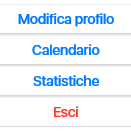 Modifica profilo
Calendario
Statistiche
Esci